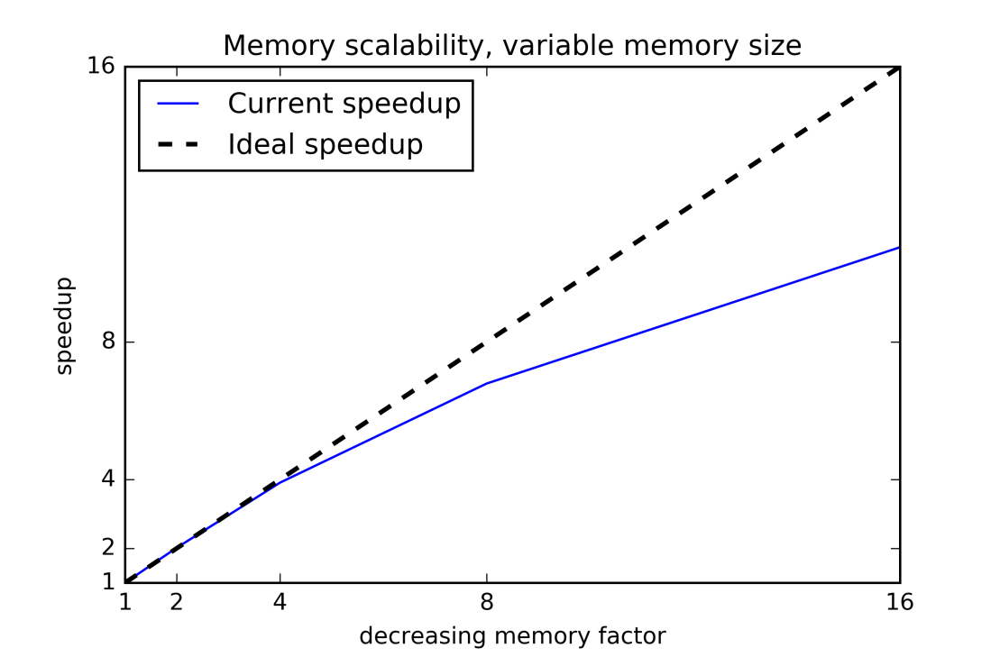 Memory scalability, variable memory size
16
Current speedup
Ideal speedup
speedup
8
4
2
1
1 2 4 8 16
decreasing memory factor